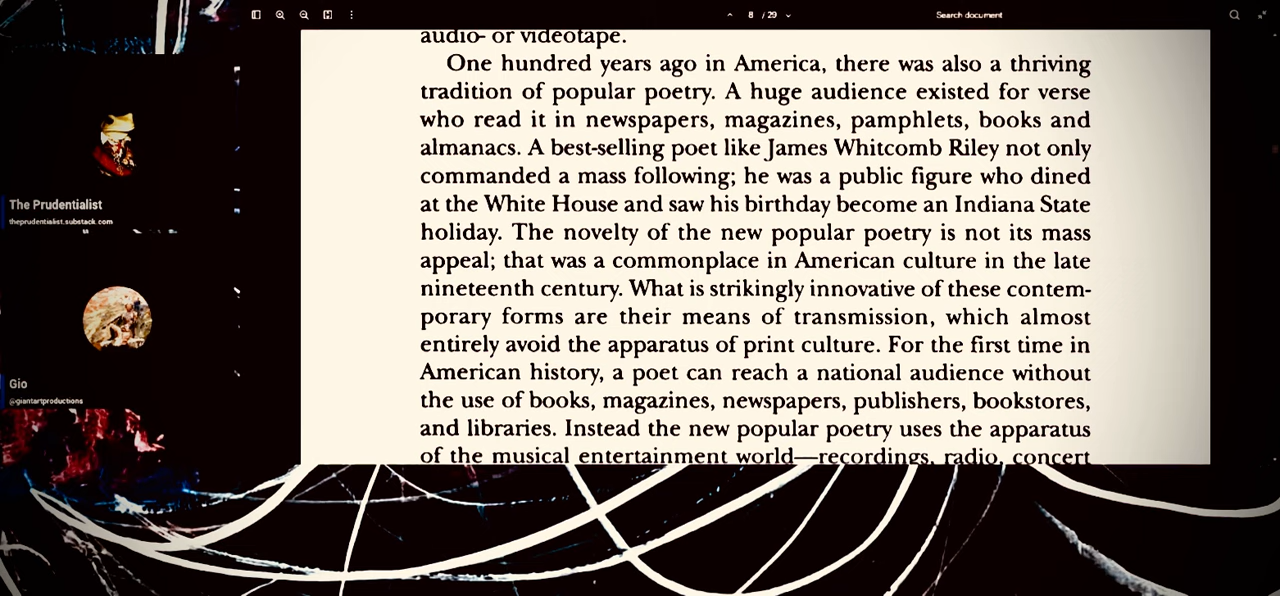 8 / 29
Search document
audio- or videotape.
One hundred years ago in America, there was also a thriving
tradition of popular poetry. A huge audience existed for verse
who read it in newspapers, magazines, pamphlets, books and
almanacs. A best-selling poet like James Whitcomb Riley not only
commanded a mass following; he was a public figure who dined
at the White House and saw his birthday become an Indiana State
holiday. The novelty of the new popular poetry is not its mass
appeal; that was a commonplace in American culture in the late
nineteenth century. What is strikingly innovative of these contem-
porary forms are their means of transmission, which almost
entirely avoid the apparatus of print culture. For the first time in
American history, a poet can reach a national audience without
the use of books, magazines, newspapers, publishers, bookstores,
and libraries. Instead the new popular poetry uses the apparatus
of the musical entertainment world—recordings, radio, concert
The Prudentialist
theprudentialist.substack.com
Gio
@giantartproductions